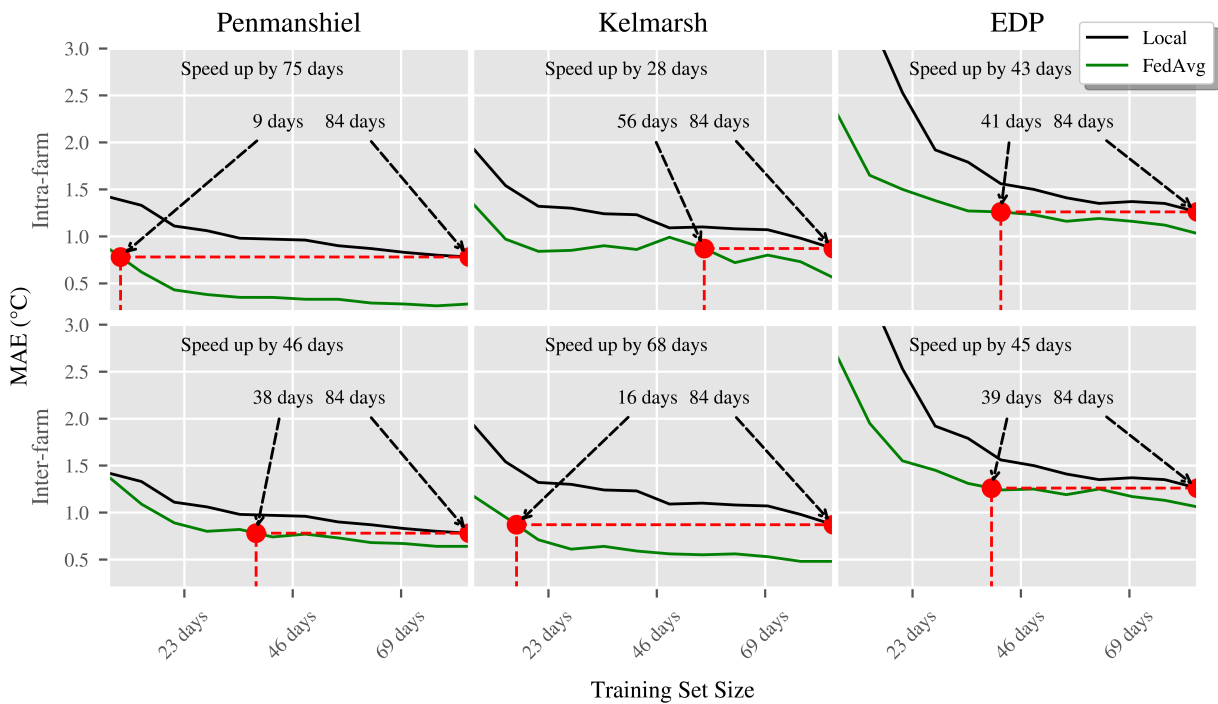 Penmanshiel Kelmarsh EDP
Local
FedAvg
MAE (°C)
Intra-farm
3.0
2.5
2.0
1.5
1.0
0.5
Speed up by 75 days
9 days 84 days
Speed up by 28 days
56 days 84 days
Speed up by 43 days
41 days 84 days
Inter-farm
3.0
2.5
2.0
1.5
1.0
0.5
Speed up by 46 days
38 days 84 days
Speed up by 68 days
16 days 84 days
Speed up by 45 days
39 days 84 days
23 days 46 days 69 days 23 days 46 days 69 days 23 days 46 days 69 days
Training Set Size